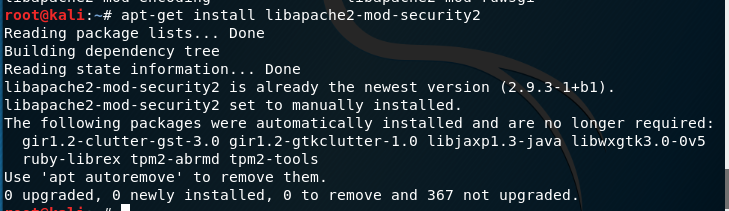 root@kali:~# apt-get install libapache2-mod-security2
Reading package lists... Done
Building dependency tree
Reading state information... Done
libapache2-mod-security2 is already the newest version (2.9.3-1+b1).
libapache2-mod-security2 set to manually installed.
The following packages were automatically installed and are no longer required:
  gir1.2-clutter-gst-3.0 gir1.2-gtkclutter-1.0 libjaxp1.3-java libwxgtk3.0-0v5
  ruby-librex tpm2-abrmd tpm2-tools
Use 'apt autoremove' to remove them.
0 upgraded, 0 newly installed, 0 to remove and 367 not upgraded.
root@kali:~#